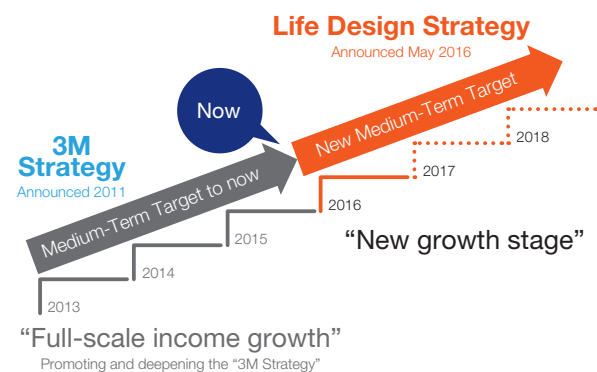 Life Design Strategy
Announced May 2016
Now
New Medium-Term Target
3M
Strategy
Announced 2011
Medium-Term Target to now
2018
2017
2016
2015
2014
2013
“New growth stage”
“Full-scale income growth”
Promoting and deepening the “3M Strategy”